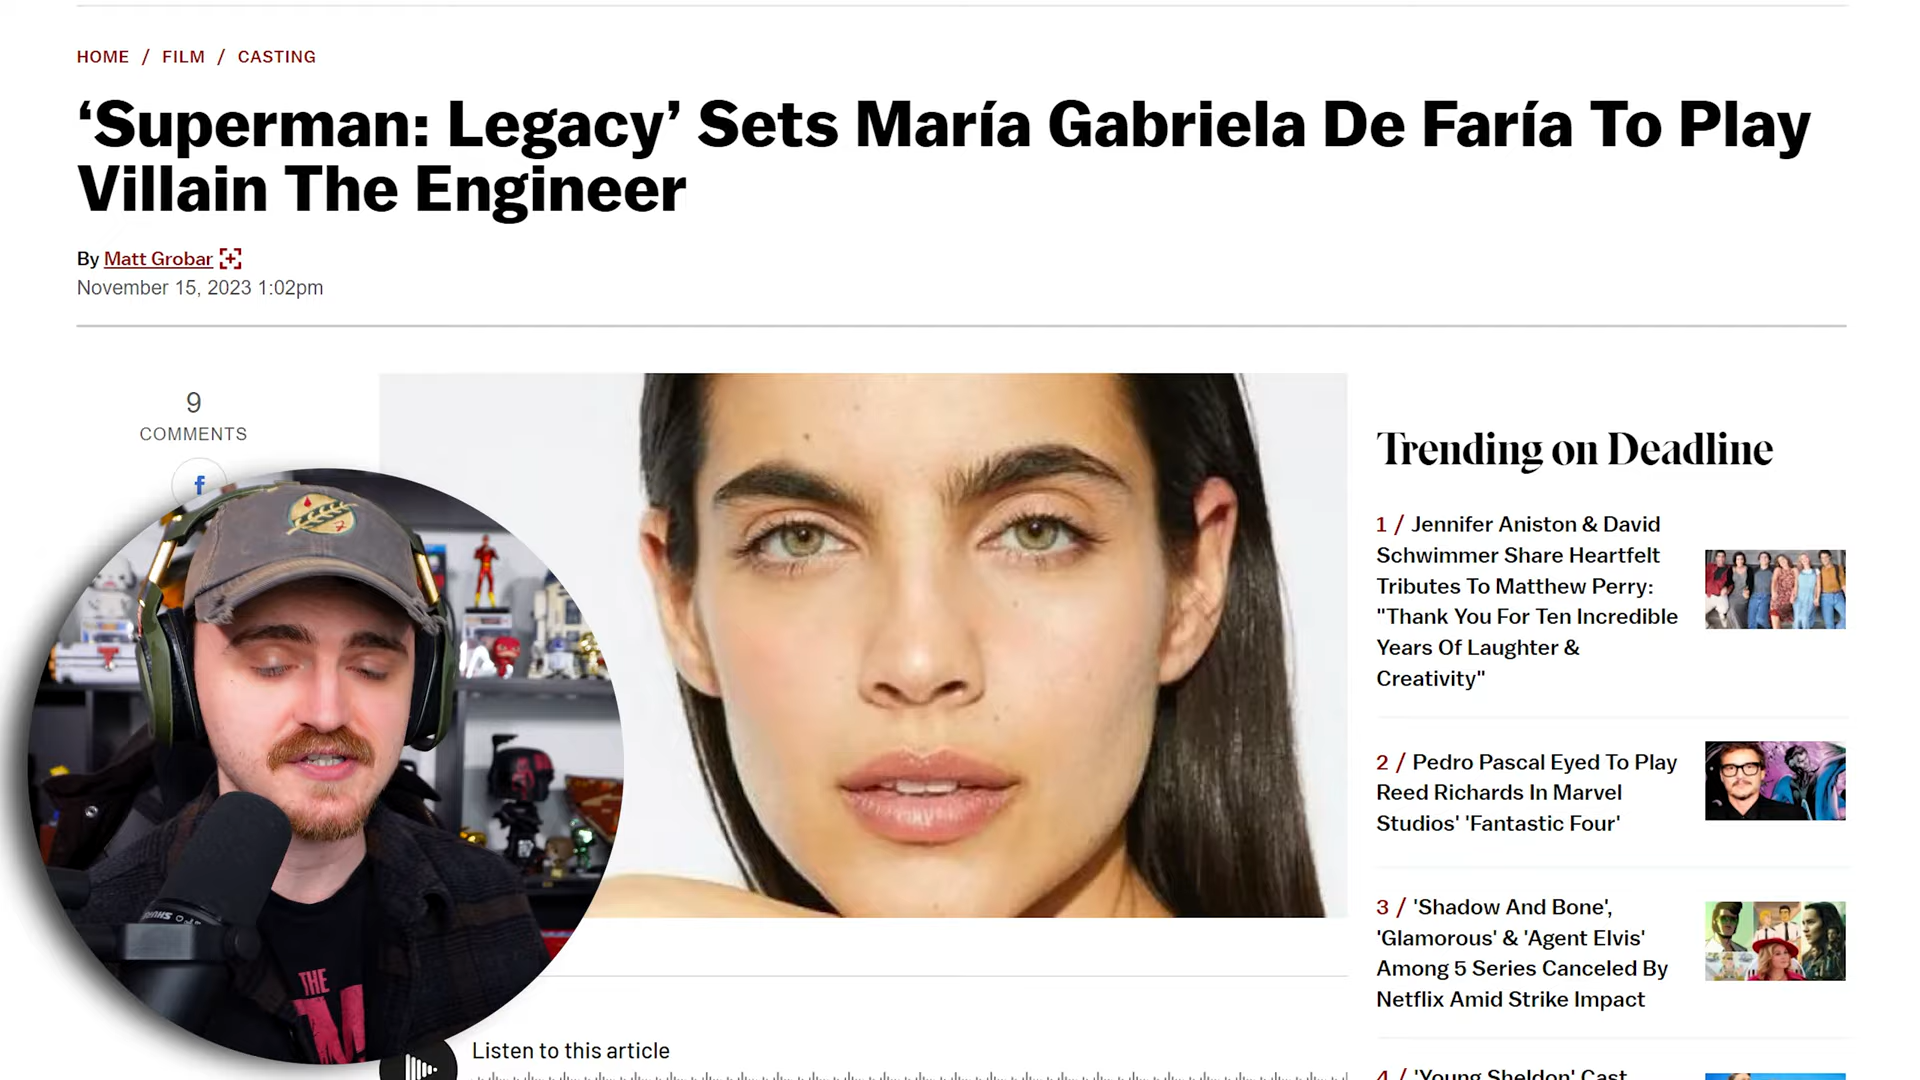 HOME / FILM / CASTING
‘Superman: Legacy’ Sets María Gabriela De Faría To Play
Villain The Engineer
By Matt Grobar
November 15, 2023 1:02pm
9
COMMENTS
f
THE
Trending on Deadline
1 / Jennifer Aniston & David
Schwimmer Share Heartfelt
Tributes To Matthew Perry:
"Thank You For Ten Incredible
Years Of Laughter &
Creativity"
2 / Pedro Pascal Eyed To Play
Reed Richards In Marvel
Studios' 'Fantastic Four'
3 / 'Shadow And Bone',
'Glamorous' & 'Agent Elvis'
Among 5 Series Canceled By
Netflix Amid Strike Impact
4 / 'Young Sheldon' Cast
Listen to this article